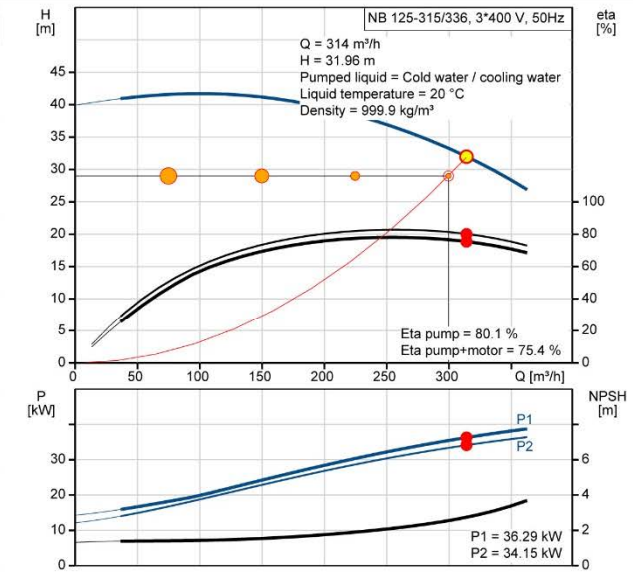 H
[m]
NB 125-315/336, 3*400 V, 50Hz
eta
[%]
Q = 314 m³/h
H = 31.96 m
Pumped liquid = Cold water / cooling water
Liquid temperature = 20 °C
Density = 999.9 kg/m³
45
40
35
30
25
20
15
10
5
0
100
80
60
40
20
0
Eta pump = 80.1 %
Eta pump+motor = 75.4 %
0
50
100
150
200
250
300
Q [m³/h]
P
[kW]
NPSH
[m]
P1
P2
30
20
10
0
6
4
2
0
P1 = 36.29 kW
P2 = 34.15 kW